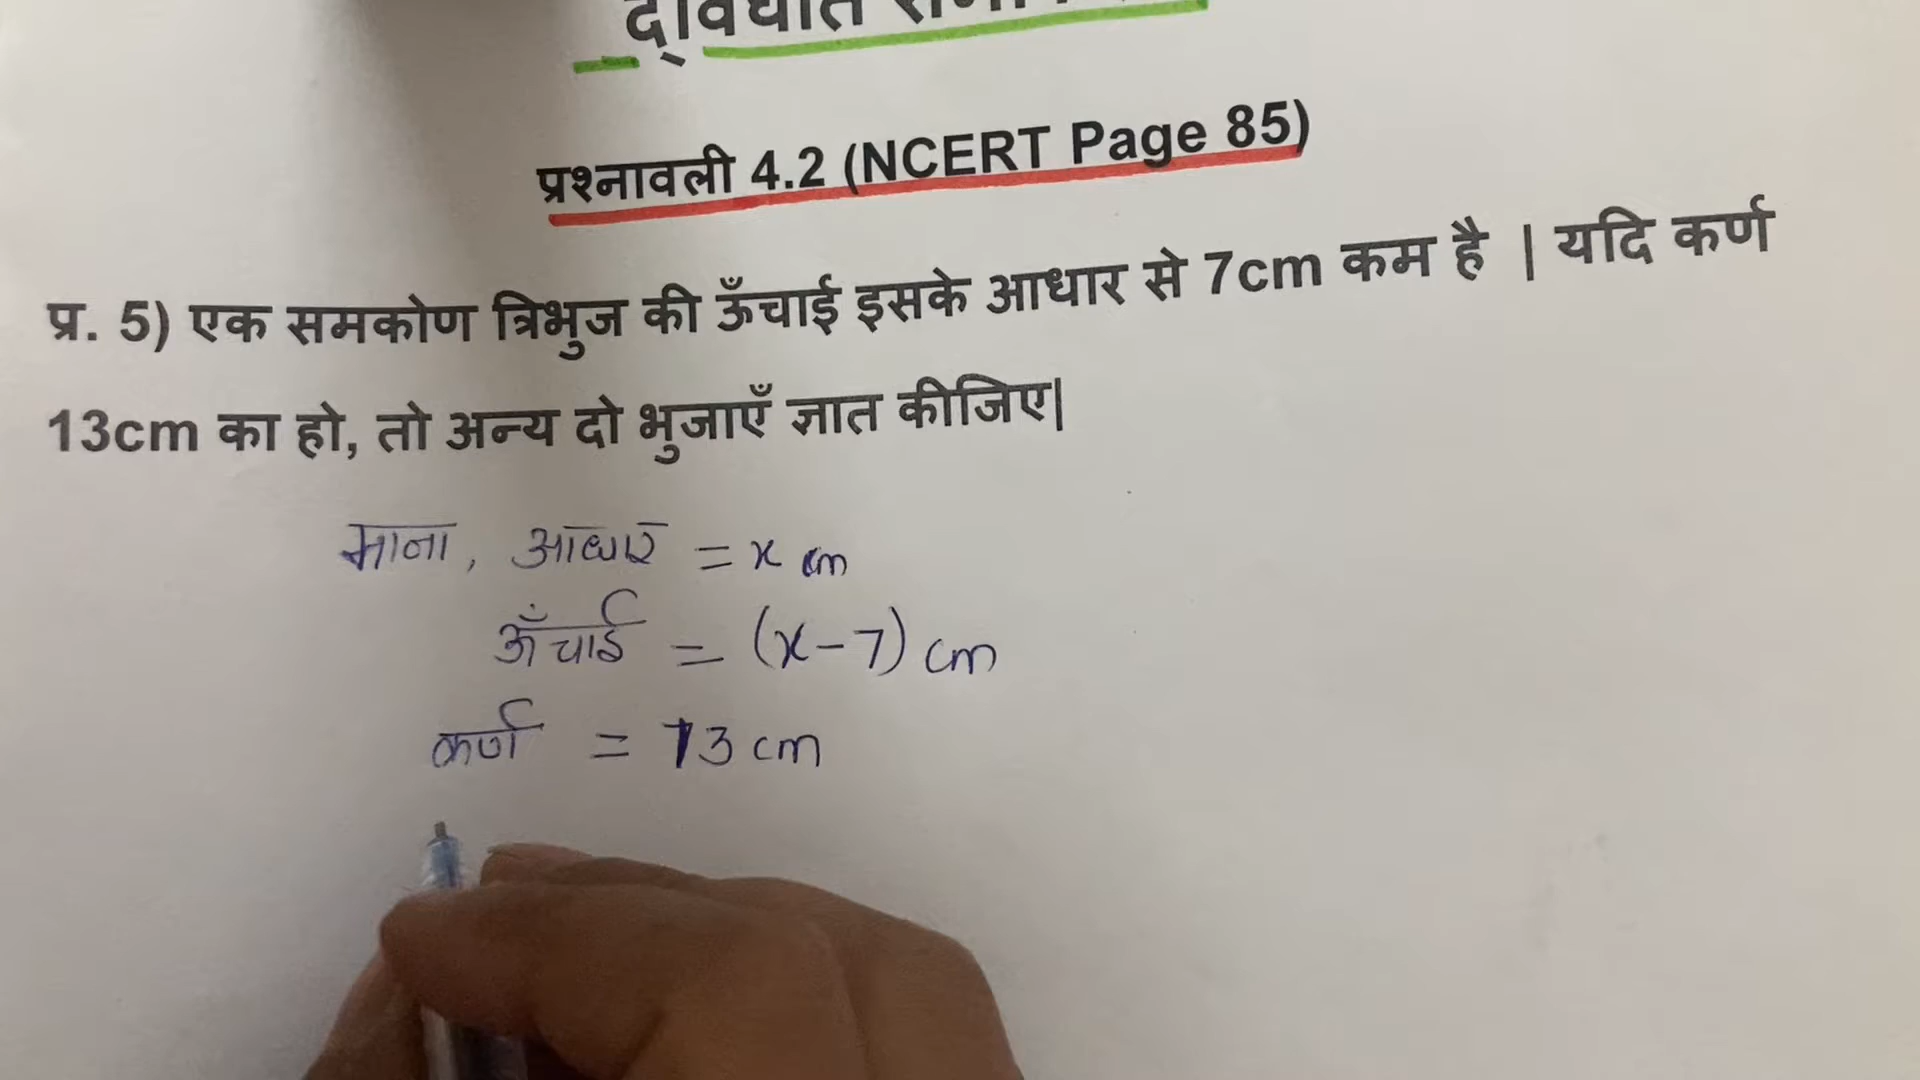 प्रश्नावली 4.2 (NCERT Page 85)
प्र. 5) एक समकोण त्रिभुज की ऊँचाई इसके आधार से 7cm कम है | यदि कर्ण
13cm का हो, तो अन्य दो भुजाएँ ज्ञात कीजिए|
माना, आधार = x cm
ऊँचाई = (x-7) cm
कर्ण = 13 cm